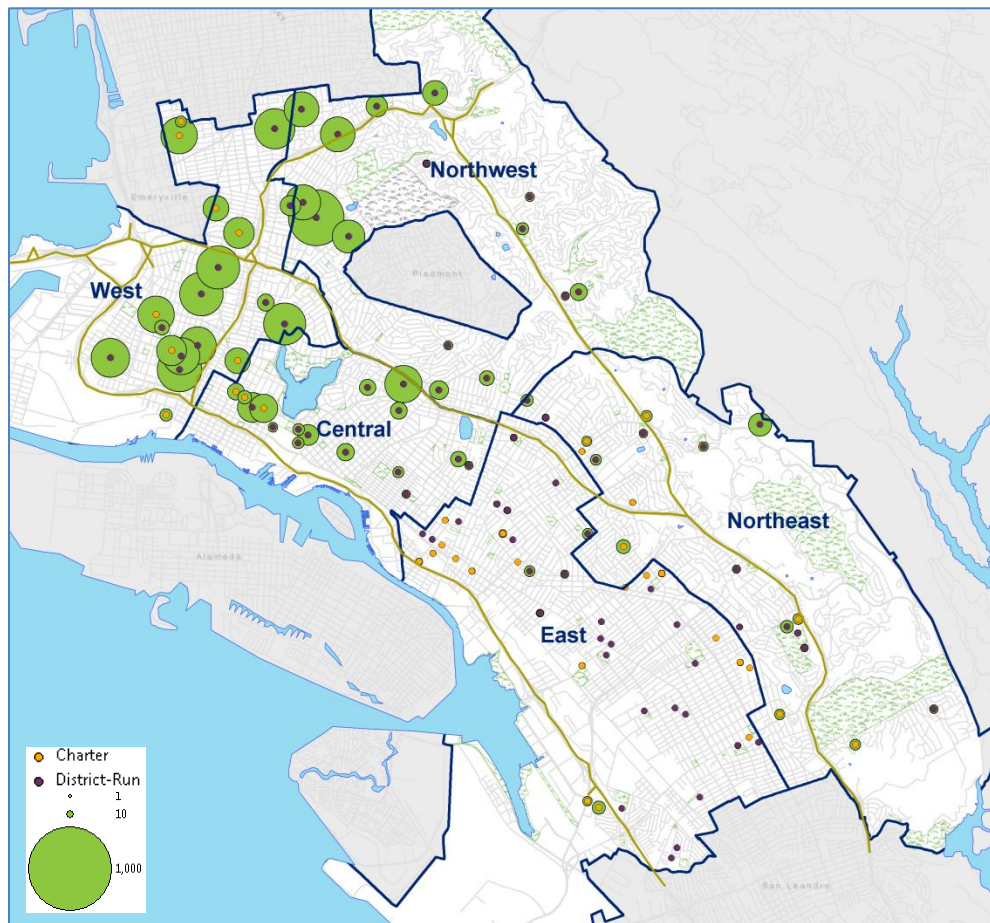 Northwest
Emeryville
Piedmont
West
Central
Northeast
Alameda
East
Charter
District-Run
1
10
1,000
San Leandro